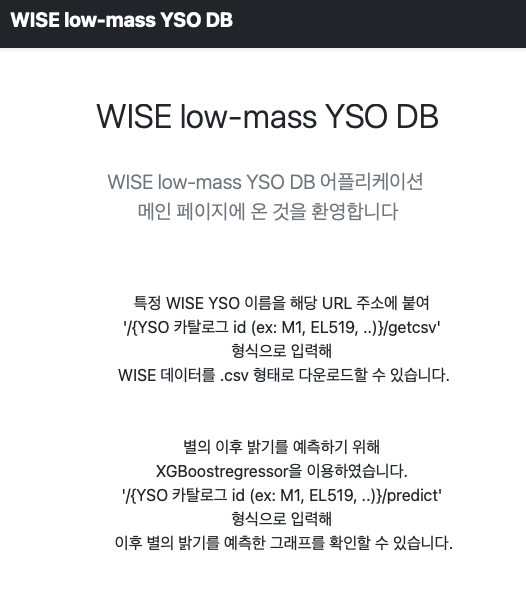 WISE low-mass YSO DB
WISE low-mass YSO DB
WISE low-mass YSO DB 어플리케이션
메인 페이지에 온 것을 환영합니다
특정 WISE YSO 이름을 해당 URL 주소에 붙여
'/{YSO 카탈로그 id (ex: M1, EL519, ..)}/getcsv'
형식으로 입력해
WISE 데이터를 .csv 형태로 다운로드할 수 있습니다.
별의 이후 밝기를 예측하기 위해
XGBoostregressor을 이용하였습니다.
'/{YSO 카탈로그 id (ex: M1, EL519, ..)}/predict'
형식으로 입력해
이후 별의 밝기를 예측한 그래프를 확인할 수 있습니다.